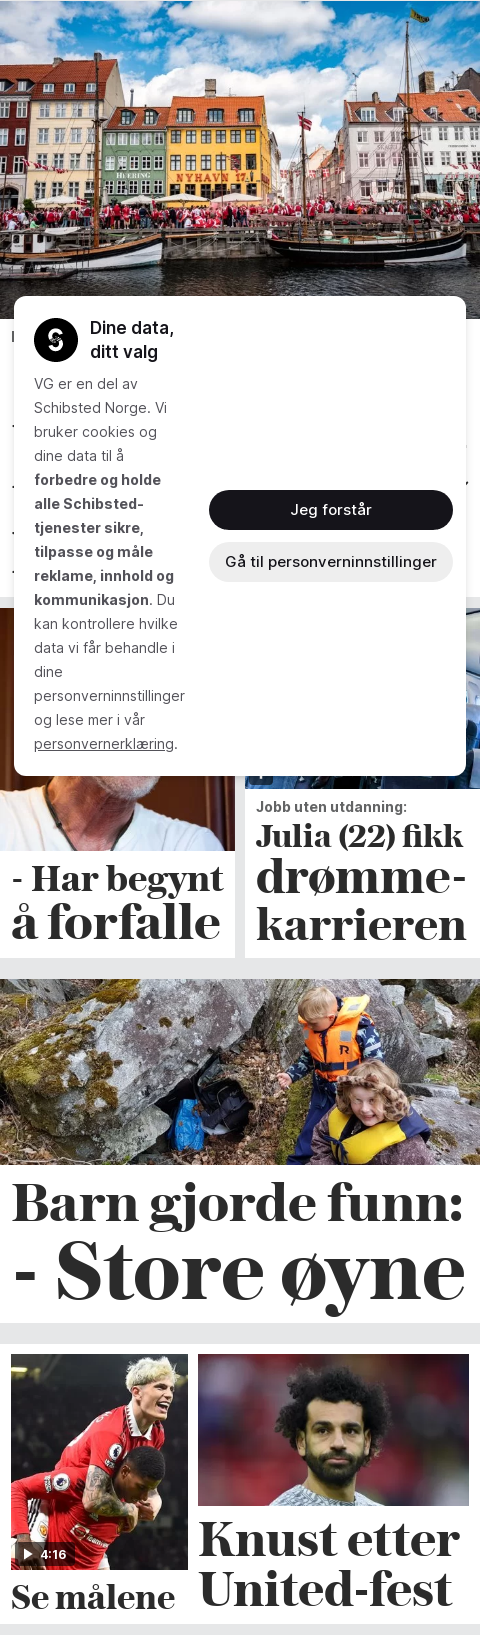 HUERING
NYHAVN 17
Dine data,
ditt valg
VG er en del av
Schibsted Norge. Vi
bruker cookies og
dine data til å
forbedre og holde
alle Schibsted-
tjenester sikre,
tilpasse og måle
reklame, innhold og
kommunikasjon. Du
kan kontrollere hvilke
data vi får behandle i
dine
personverninnstillinger
og lese mer i vår
personvernerklæring.
Jeg forstår
Gå til personverninnstillinger
- Har begynt
å forfalle
Jobb uten utdanning:
Julia (22) fikk
drømme-
karrieren
Barn gjorde funn:
- Store øyne
4:16
Se målene
Knust etter
United-fest